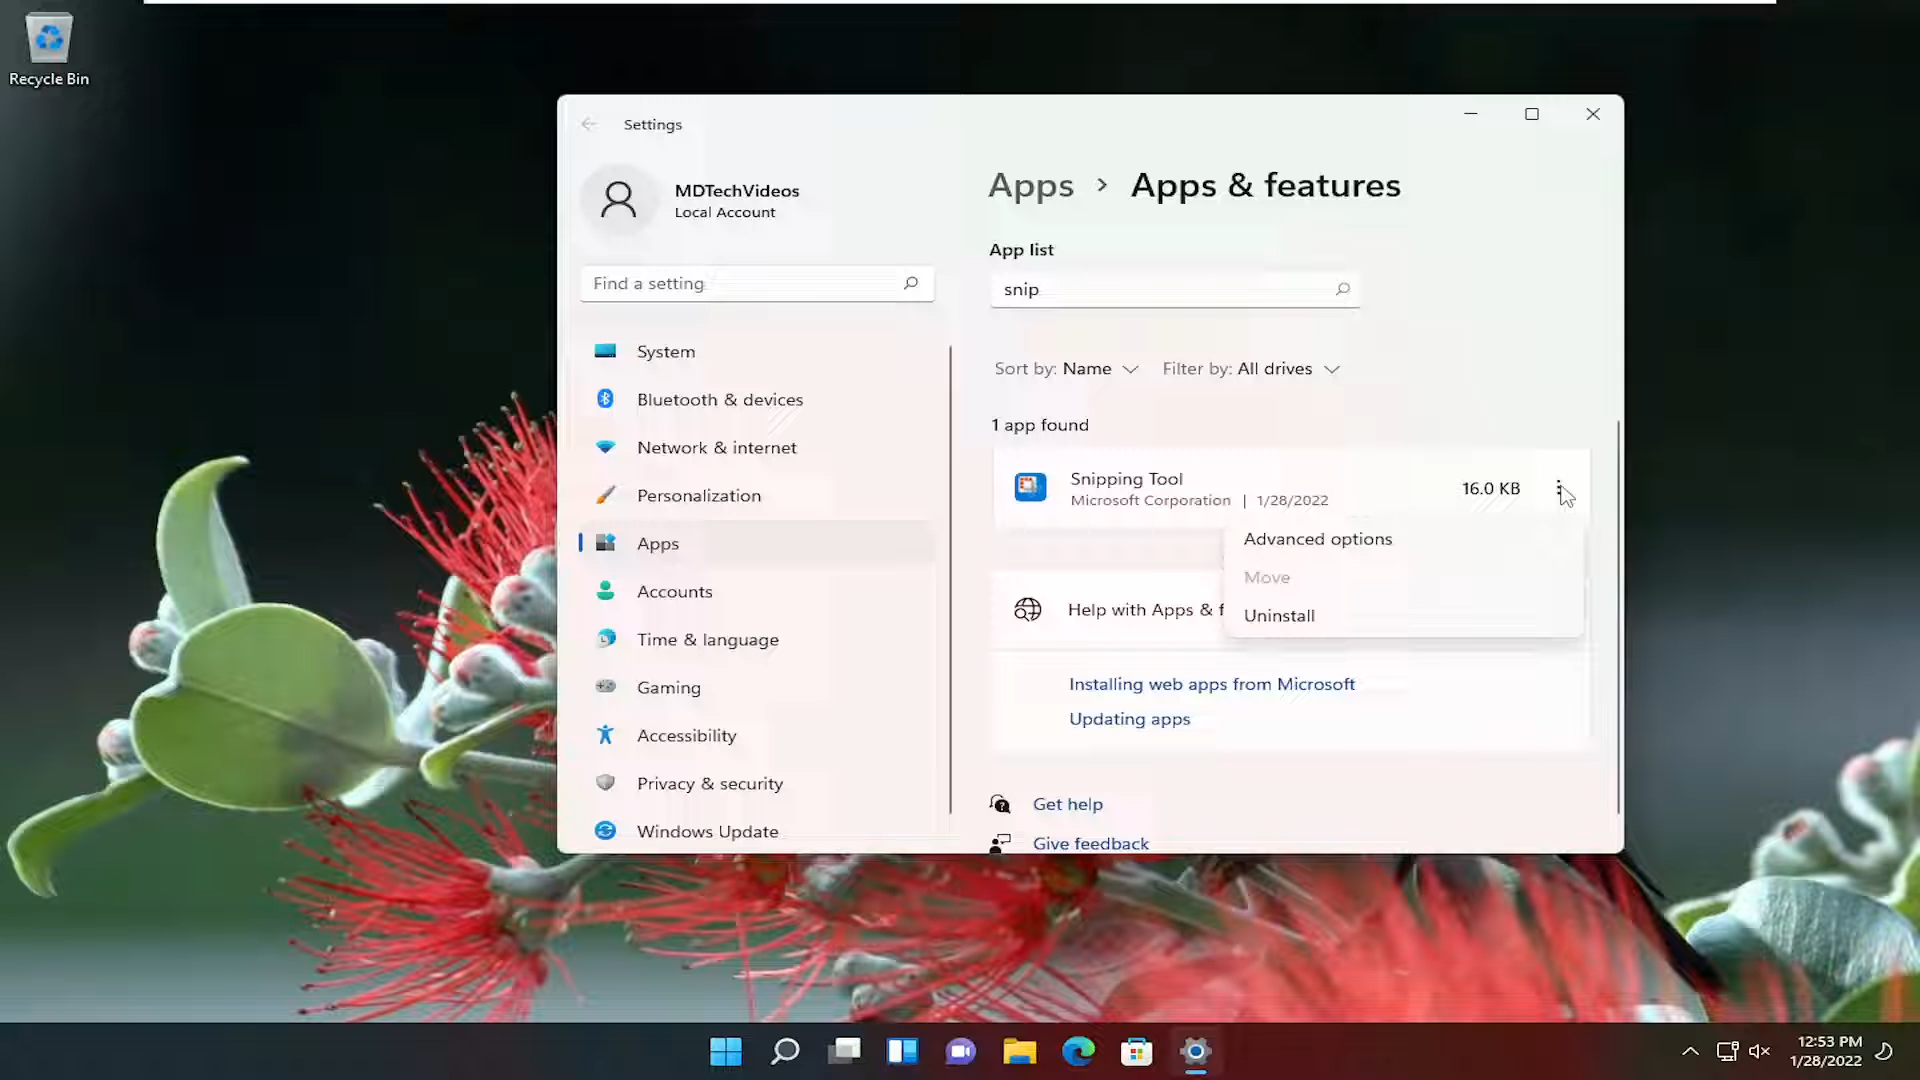 Recycle Bin
Settings
MDTechVideos
Local Account
Find a setting
System
Bluetooth & devices
Network & internet
Personalization
Apps
Accounts
Time & language
Gaming
Accessibility
Privacy & security
Windows Update
Apps > Apps & features
App list
snip
Sort by: Name Filter by: All drives
1 app found
Snipping Tool
Microsoft Corporation | 1/28/2022
16.0 KB
Advanced options
Move
Uninstall
Help with Apps & f
Installing web apps from Microsoft
Updating apps
Get help
Give feedback
12:53 PM
1/28/2022